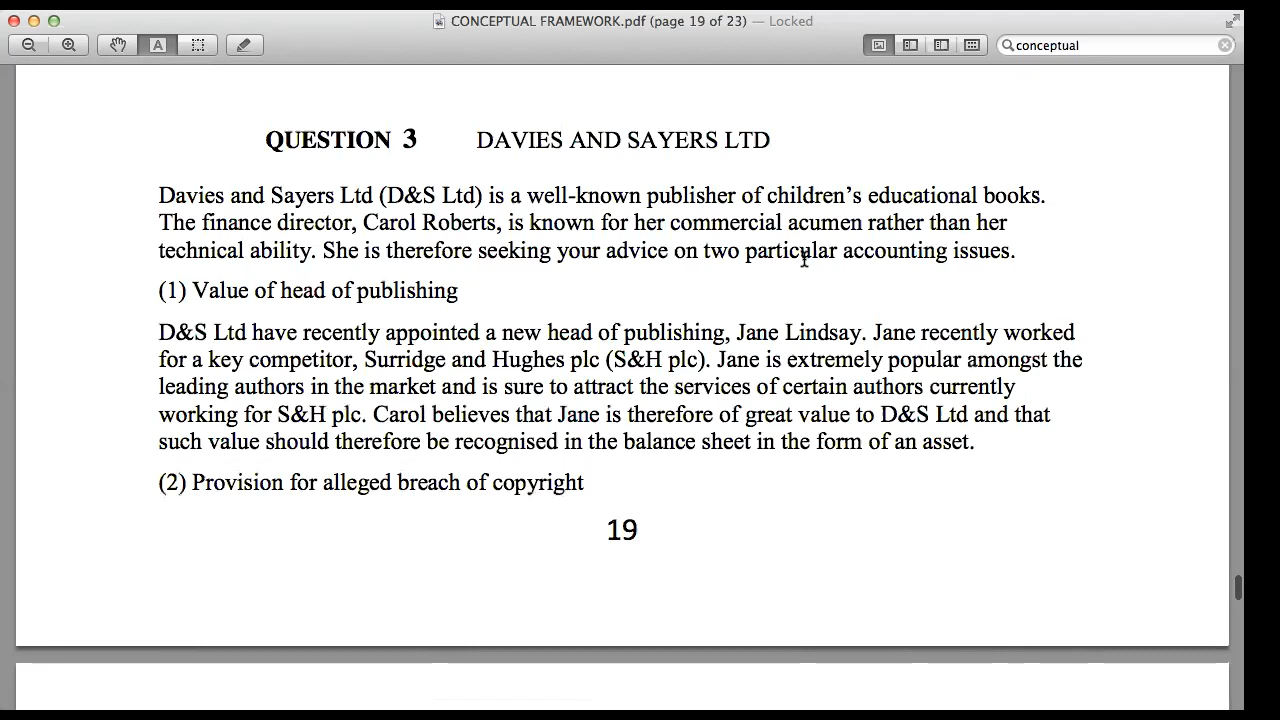 CONCEPTUAL FRAMEWORK.pdf (page 19 of 23) — Locked
conceptual
QUESTION 3 DAVIES AND SAYERS LTD
Davies and Sayers Ltd (D&S Ltd) is a well-known publisher of children’s educational books.
The finance director, Carol Roberts, is known for her commercial acumen rather than her
technical ability. She is therefore seeking your advice on two particular accounting issues.
(1) Value of head of publishing
D&S Ltd have recently appointed a new head of publishing, Jane Lindsay. Jane recently worked
for a key competitor, Surridge and Hughes plc (S&H plc). Jane is extremely popular amongst the
leading authors in the market and is sure to attract the services of certain authors currently
working for S&H plc. Carol believes that Jane is therefore of great value to D&S Ltd and that
such value should therefore be recognised in the balance sheet in the form of an asset.
(2) Provision for alleged breach of copyright
19